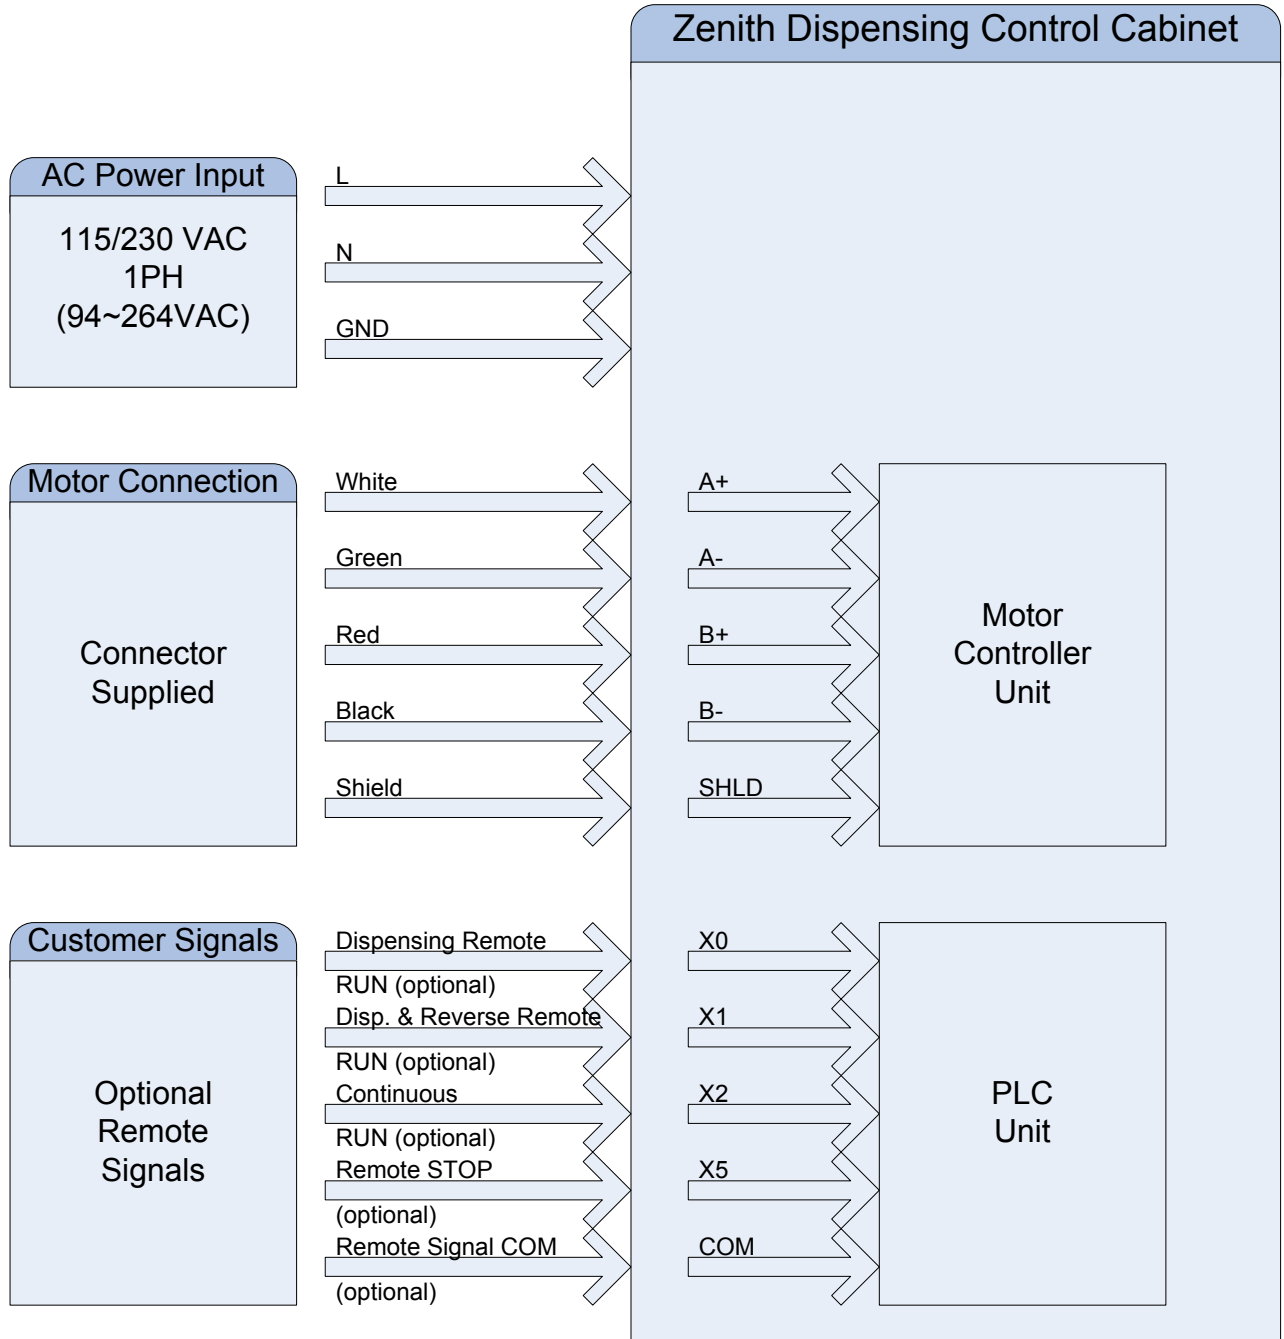 Zenith Dispensing Control Cabinet
AC Power Input
115/230 VAC
1PH
(94~264VAC)
L
N
GND
Motor Connection
Connector
Supplied
White
Green
Red
Black
Shield
A+
A-
B+
B-
SHLD
Motor
Controller
Unit
Customer Signals
Optional
Remote
Signals
Dispensing Remote
RUN (optional)
Disp. & Reverse Remote
RUN (optional)
Continuous
RUN (optional)
Remote STOP
(optional)
Remote Signal COM
(optional)
X0
X1
X2
X5
COM
PLC
Unit